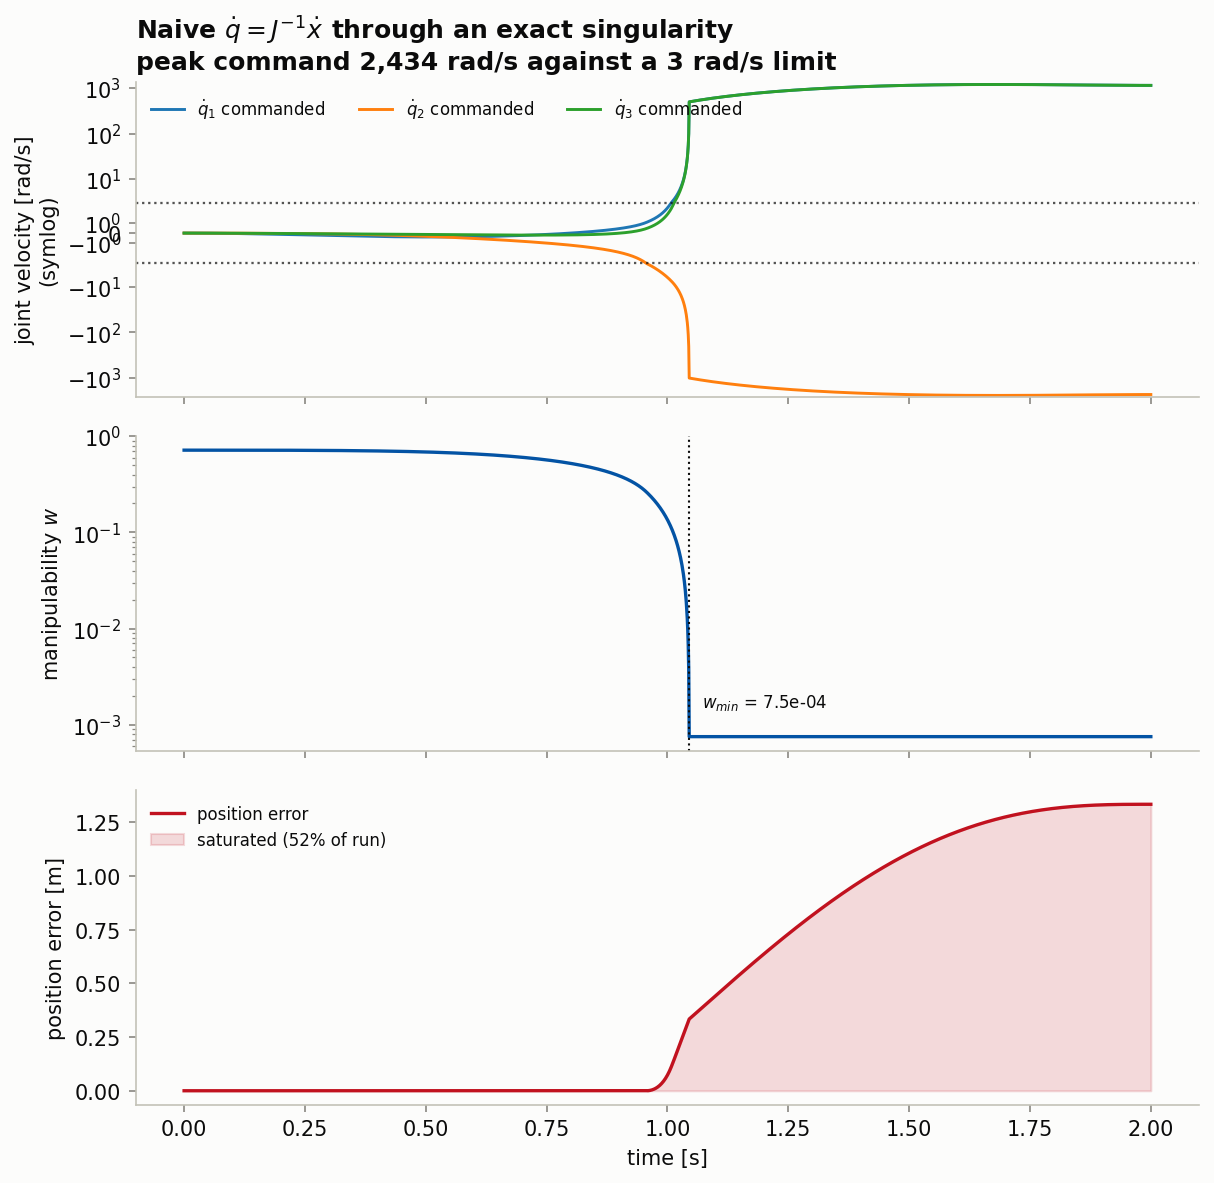 Naive q̇ = J⁻¹ẋ through an exact singularity
peak command 2,434 rad/s against a 3 rad/s limit
q̇₁ commanded
q̇₂ commanded
q̇₃ commanded
joint velocity [rad/s]
(symlog)
10³
10²
10¹
10⁰
0
−10⁰
−10¹
−10²
−10³
manipulability w
10⁰
10⁻¹
10⁻²
10⁻³
w_min = 7.5e-04
position error
saturated (52% of run)
position error [m]
1.25
1.00
0.75
0.50
0.25
0.00
0.00 0.25 0.50 0.75 1.00 1.25 1.50 1.75 2.00
time [s]